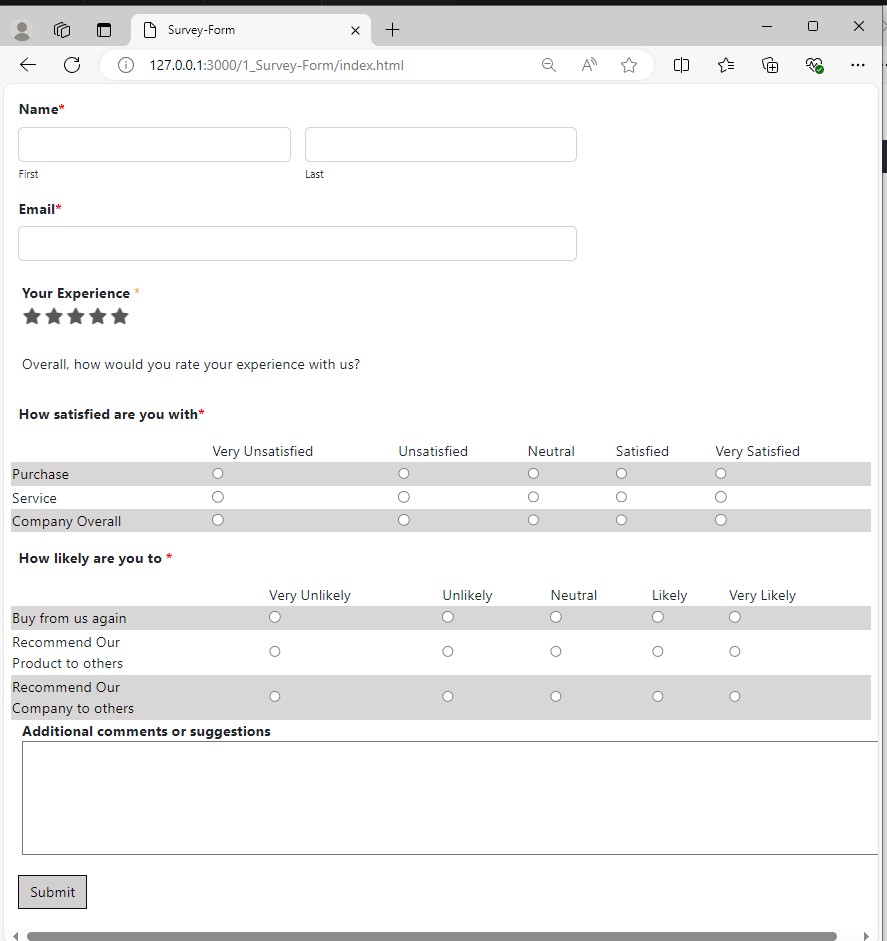 Survey-Form
127.0.0.1:3000/1_Survey-Form/index.html
Name*
First Last
Email*
Your Experience *
Overall, how would you rate your experience with us?
How satisfied are you with*
Very Unsatisfied Unsatisfied Neutral Satisfied Very Satisfied
Purchase
Service
Company Overall
How likely are you to *
Very Unlikely Unlikely Neutral Likely Very Likely
Buy from us again
Recommend Our
Product to others
Recommend Our
Company to others
Additional comments or suggestions
Submit